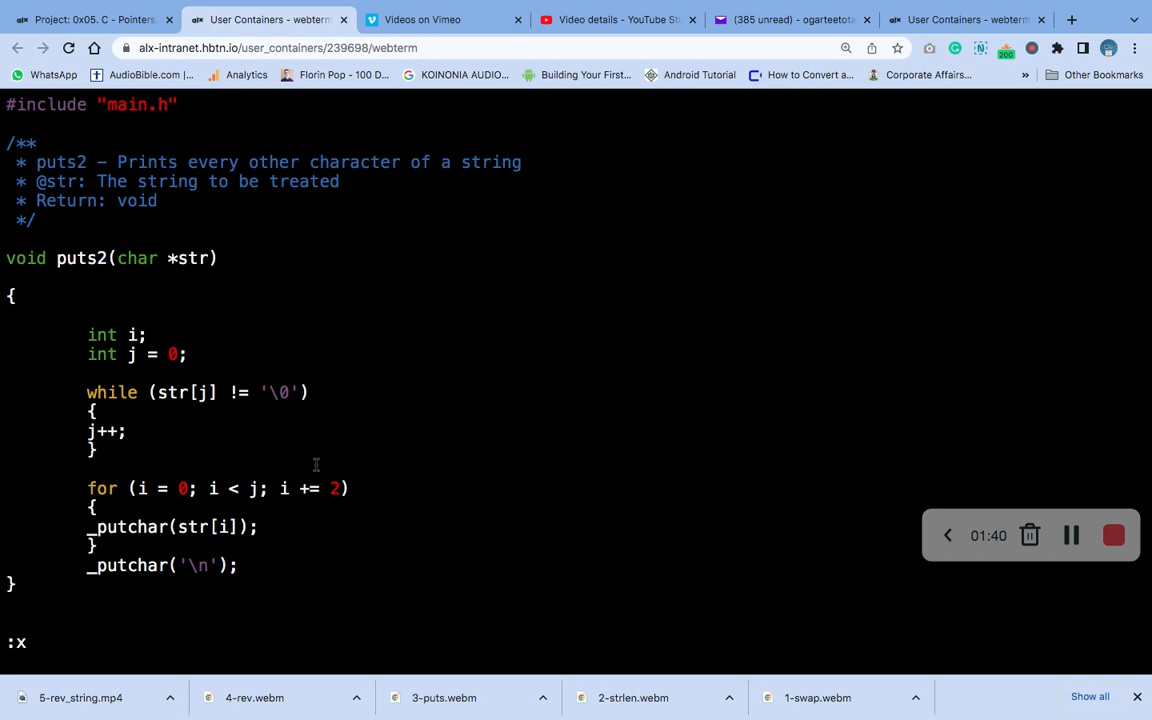 Project: 0x05. C - Pointers,
User Containers - webterm
Videos on Vimeo
Video details - YouTube Stu
(385 unread) - ogarteetota
User Containers - webterm
alx-intranet.hbtn.io/user_containers/239698/webterm
200
WhatsApp
AudioBible.com |...
Analytics
Florin Pop - 100 D...
KOINONIA AUDIO...
Building Your First...
Android Tutorial
How to Convert a...
Corporate Affairs...
»
Other Bookmarks
#include "main.h"
/**
* puts2 – Prints every other character of a string
* @str: The string to be treated
* Return: void
*/
void puts2(char *str)
{
int i;
int j = 0;
while (str[j] != '\0')
{
j++;
}
for (i = 0; i < j; i += 2)
{
_putchar(str[i]);
}
_putchar('\n');
}
:x
01:40
5-rev_string.mp4
4-rev.webm
3-puts.webm
2-strlen.webm
1-swap.webm
Show all